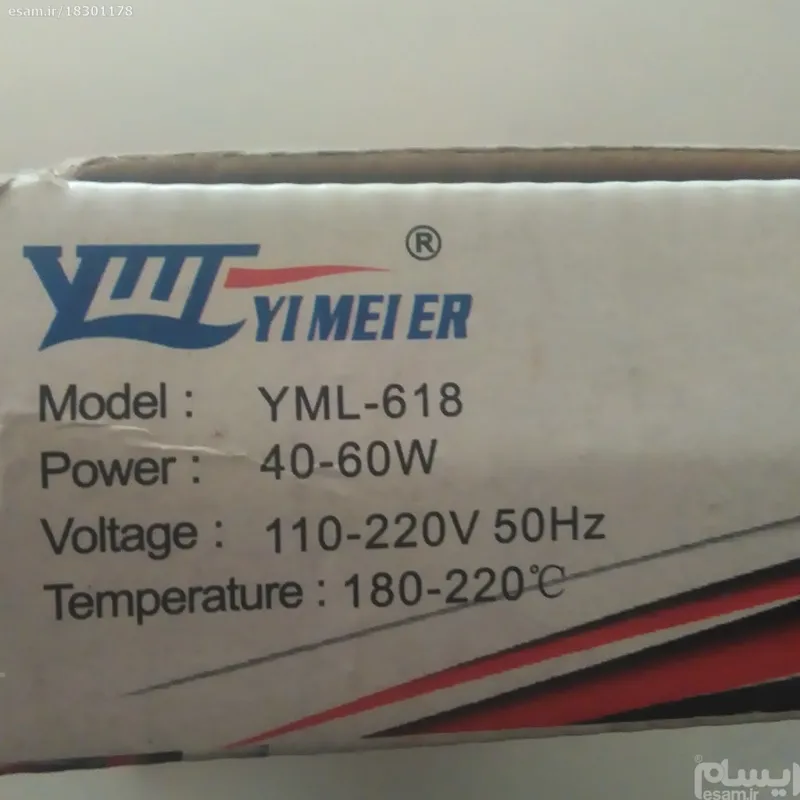 esam.ir/18301178
YMT YI MEI ER ®
Model : YML-618
Power : 40-60W
Voltage : 110-220V 50Hz
Temperature : 180-220℃
ایسام®
esam.ir